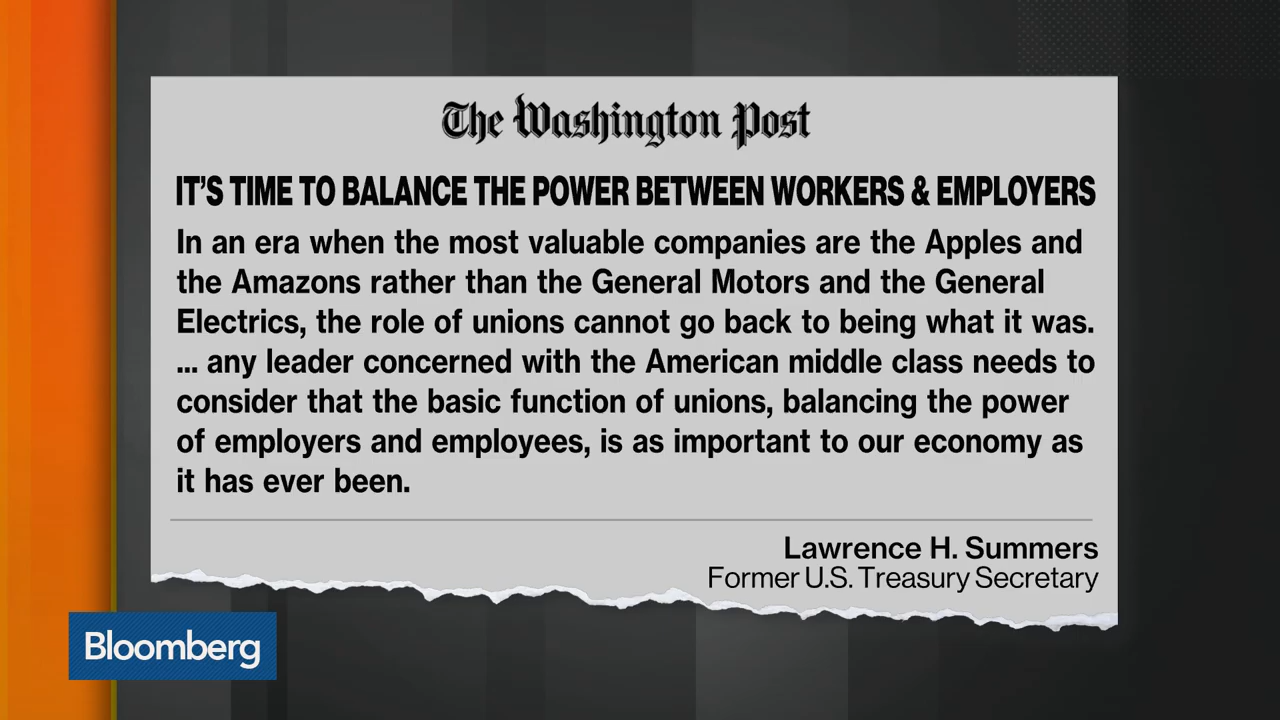 The Washington Post
IT'S TIME TO BALANCE THE POWER BETWEEN WORKERS & EMPLOYERS
In an era when the most valuable companies are the Apples and
the Amazons rather than the General Motors and the General
Electrics, the role of unions cannot go back to being what it was.
... any leader concerned with the American middle class needs to
consider that the basic function of unions, balancing the power
of employers and employees, is as important to our economy as
it has ever been.
Lawrence H. Summers
Former U.S. Treasury Secretary
Bloomberg